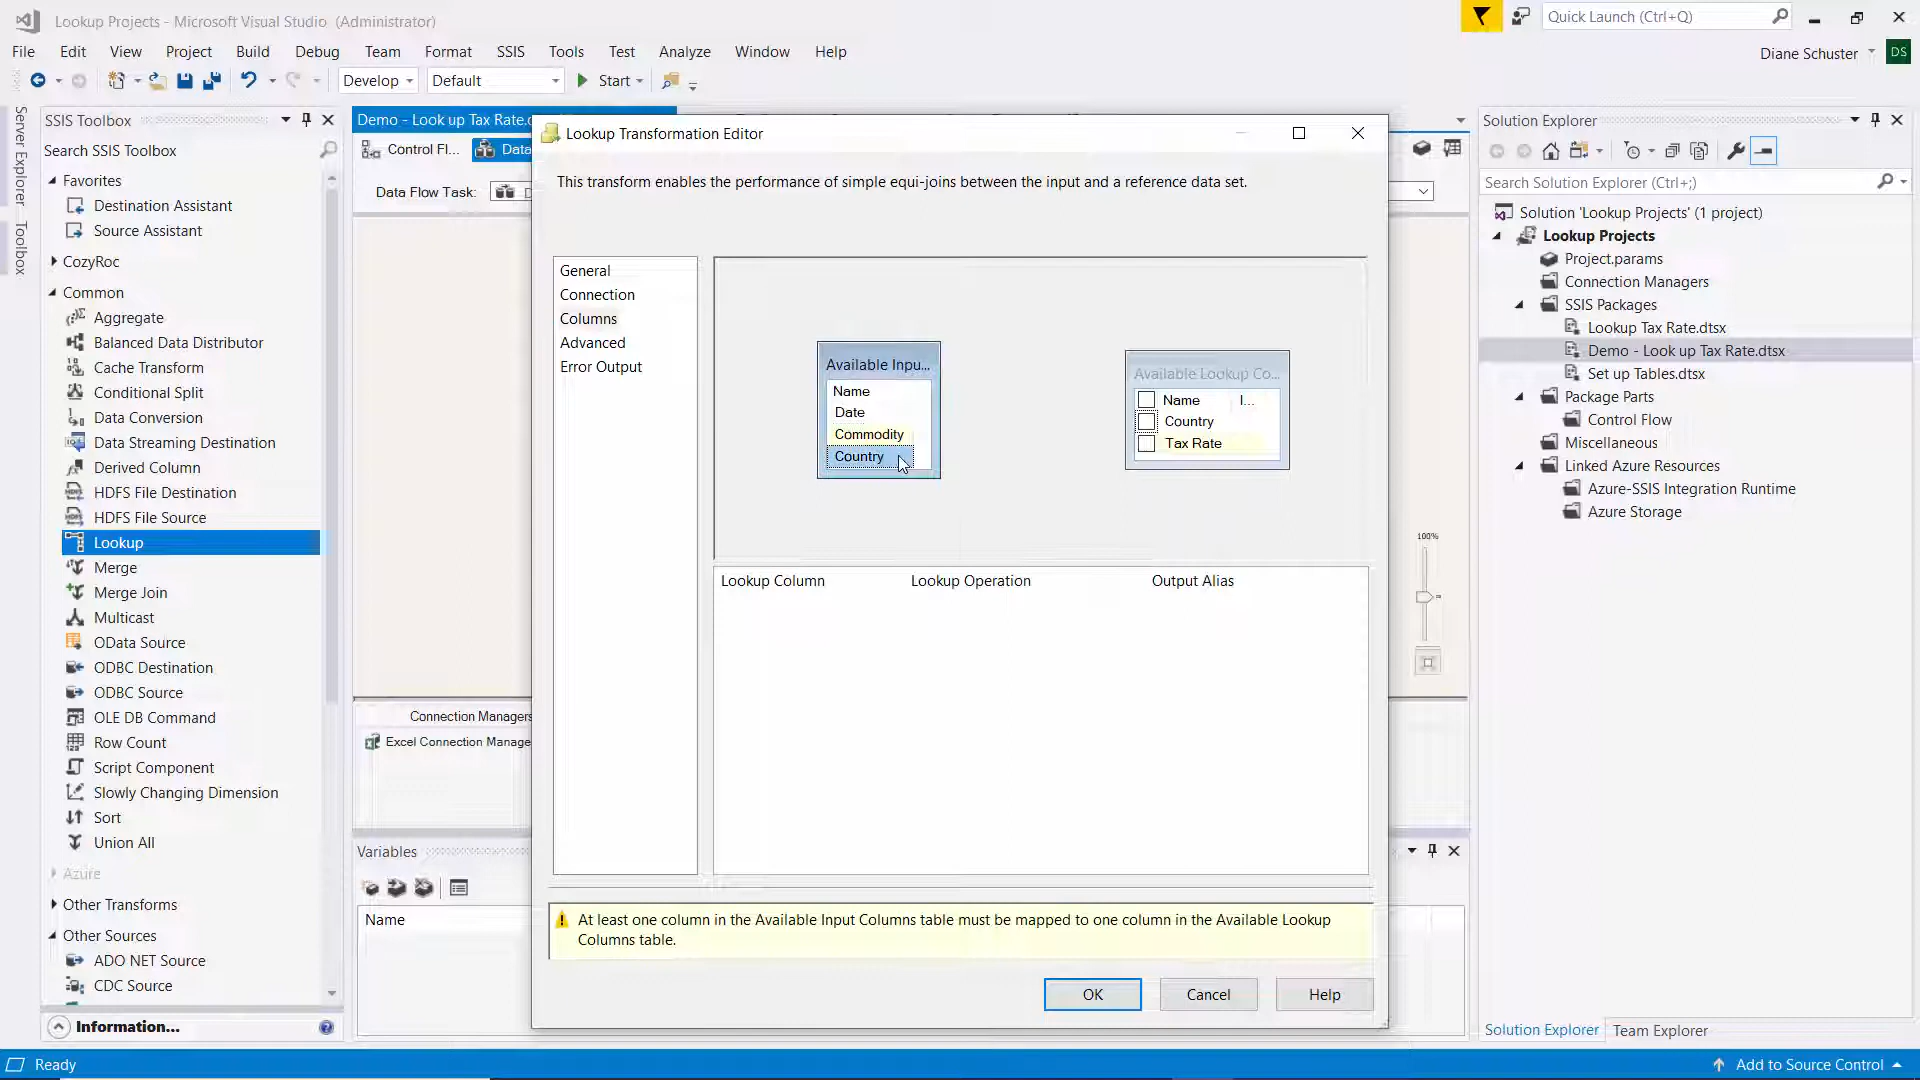 Lookup Projects - Microsoft Visual Studio (Administrator)
Quick Launch (Ctrl+Q)
File Edit View Project Build Debug Team Format SSIS Tools Test Analyze Window Help
Diane Schuster DS
Develop Default Start
Server Explorer
Toolbox
SSIS Toolbox
Search SSIS Toolbox
Favorites
Destination Assistant
Source Assistant
CozyRoc
Common
Aggregate
Balanced Data Distributor
Cache Transform
Conditional Split
Data Conversion
Data Streaming Destination
Derived Column
HDFS File Destination
HDFS File Source
Lookup
Merge
Merge Join
Multicast
OData Source
ODBC Destination
ODBC Source
OLE DB Command
Row Count
Script Component
Slowly Changing Dimension
Sort
Union All
Azure
Other Transforms
Other Sources
ADO NET Source
CDC Source
Information...
Demo - Look up Tax Rate.d
Control Fl... Data
Data Flow Task: D
100%
Connection Managers
Excel Connection Manage
Variables
Name
Lookup Transformation Editor
This transform enables the performance of simple equi-joins between the input and a reference data set.
General
Connection
Columns
Advanced
Error Output
Available Inpu...
Name
Date
Commodity
Country
Available Lookup Co...
Name I...
Country
Tax Rate
Lookup Column Lookup Operation Output Alias
At least one column in the Available Input Columns table must be mapped to one column in the Available Lookup
Columns table.
OK Cancel Help
Solution Explorer
Search Solution Explorer (Ctrl+;)
Solution 'Lookup Projects' (1 project)
Lookup Projects
Project.params
Connection Managers
SSIS Packages
Lookup Tax Rate.dtsx
Demo - Look up Tax Rate.dtsx
Set up Tables.dtsx
Package Parts
Control Flow
Miscellaneous
Linked Azure Resources
Azure-SSIS Integration Runtime
Azure Storage
Solution Explorer Team Explorer
Ready
Add to Source Control